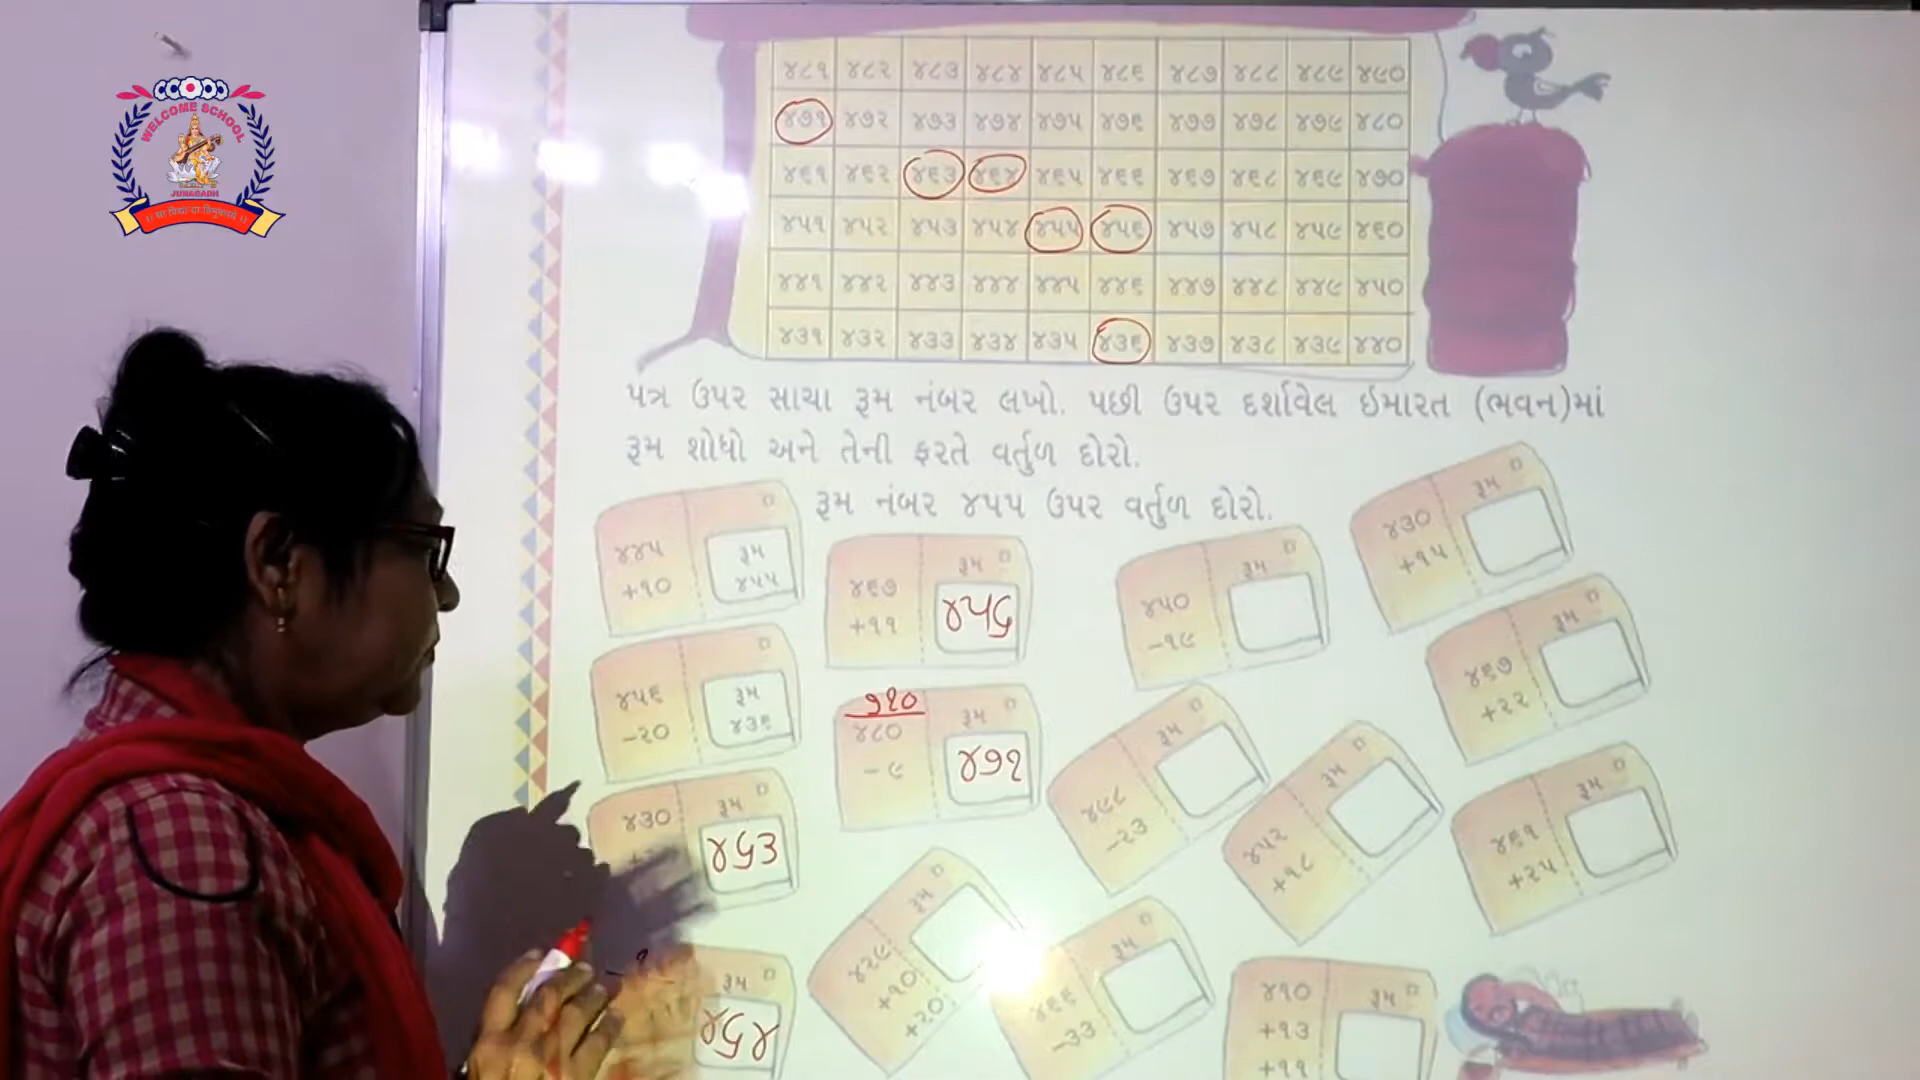 WELCOME SCHOOL
JUNAGADH
૪૮૧ ૪૮૨ ૪૮૩ ૪૮૪ ૪૮૫ ૪૮૬ ૪૮૭ ૪૮૮ ૪૮૯ ૪૯૦
૪૭૧ ૪૭૨ ૪૭૩ ૪૭૪ ૪૭૫ ૪૭૬ ૪૭૭ ૪૭૮ ૪૭૯ ૪૮૦
૪૬૧ ૪૬૨ ૪૬૩ ૪૬૪ ૪૬૫ ૪૬૬ ૪૬૭ ૪૬૮ ૪૬૯ ૪૭૦
૪૫૧ ૪૫૨ ૪૫૩ ૪૫૪ ૪૫૫ ૪૫૬ ૪૫૭ ૪૫૮ ૪૫૯ ૪૬૦
૪૪૧ ૪૪૨ ૪૪૩ ૪૪૪ ૪૪૫ ૪૪૬ ૪૪૭ ૪૪૮ ૪૪૯ ૪૫૦
૪૩૧ ૪૩૨ ૪૩૩ ૪૩૪ ૪૩૫ ૪૩૬ ૪૩૭ ૪૩૮ ૪૩૯ ૪૪૦
પત્ર ઉપર સાચા રૂમ નંબર લખો. પછી ઉપર દર્શાવેલ ઈમારત (ભવન)માં
રૂમ શોધો અને તેની ફરતે વર્તુળ દોરો.
રૂમ નંબર ૪૫૫ ઉપર વર્તુળ દોરો.
૪૪૫
+૧૦
રૂમ
૪૫૫
૪૬૭
+૧૧
રૂમ
૪૫૬
૪૫૦
-૧૯
રૂમ
૪૩૦
+૧૫
રૂમ
૪૫૬
-૨૦
રૂમ
૪૩૬
૭૧૦
૪૮૦
-૯
રૂમ
૪૭૧
૪૬૭
+૨૨
રૂમ
૪૩૦
રૂમ
૪૬૩
૪૯૮
-૨૩
રૂમ
૪૫૨
+૧૮
રૂમ
૪૬૧
+૨૫
રૂમ
રૂમ
૪૬૪
૪૨૯
+૧૦
+૨૦
રૂમ
૪૬૬
-૩૩
રૂમ
૪૧૦
+૧૩
+૧૧
રૂમ